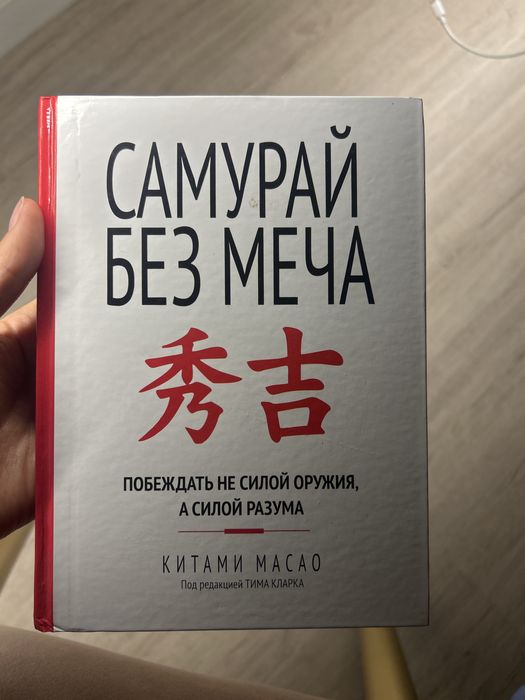 САМУРАЙ
БЕЗ МЕЧА
秀吉
ПОБЕЖДАТЬ НЕ СИЛОЙ ОРУЖИЯ,
А СИЛОЙ РАЗУМА
КИТАМИ МАСАО
Под редакцией ТИМА КЛАРКА